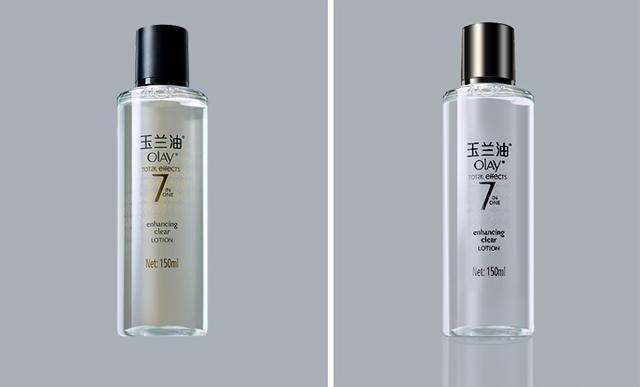 玉兰油®
OLAY®
TOTAL EFFECTS
7 IN ONE
enhancing
clear
LOTION
Net: 150ml
玉兰油®
OLAY®
TOTAL EFFECTS
7 IN ONE
enhancing
clear
LOTION
Net: 150ml